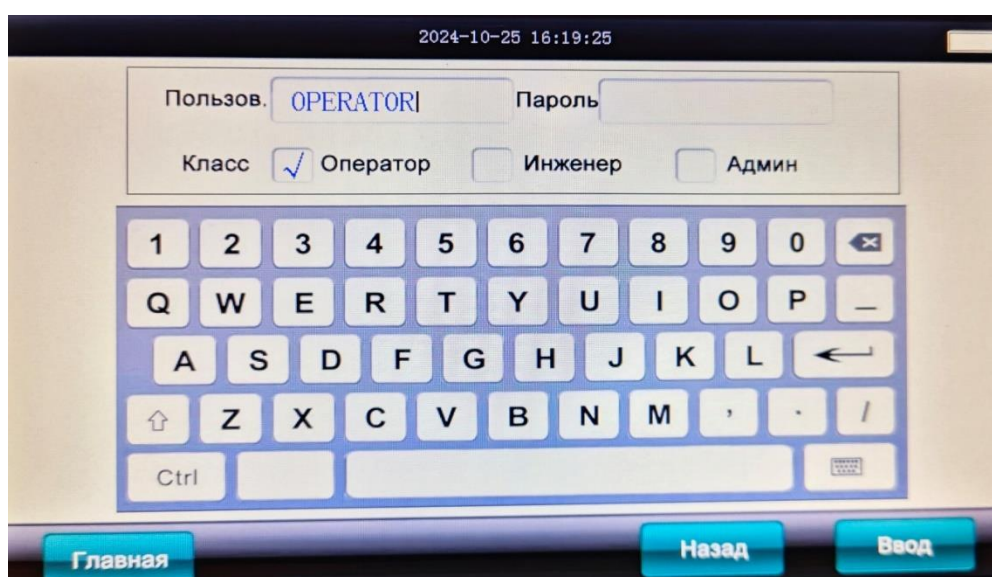 2024-10-25 16:19:25
Пользов. OPERATOR Пароль
Класс √ Оператор Инженер Админ
1 2 3 4 5 6 7 8 9 0
Q W E R T Y U I O P _
A S D F G H J K L
Z X C V B N M , . /
Ctrl
Главная Назад Ввод